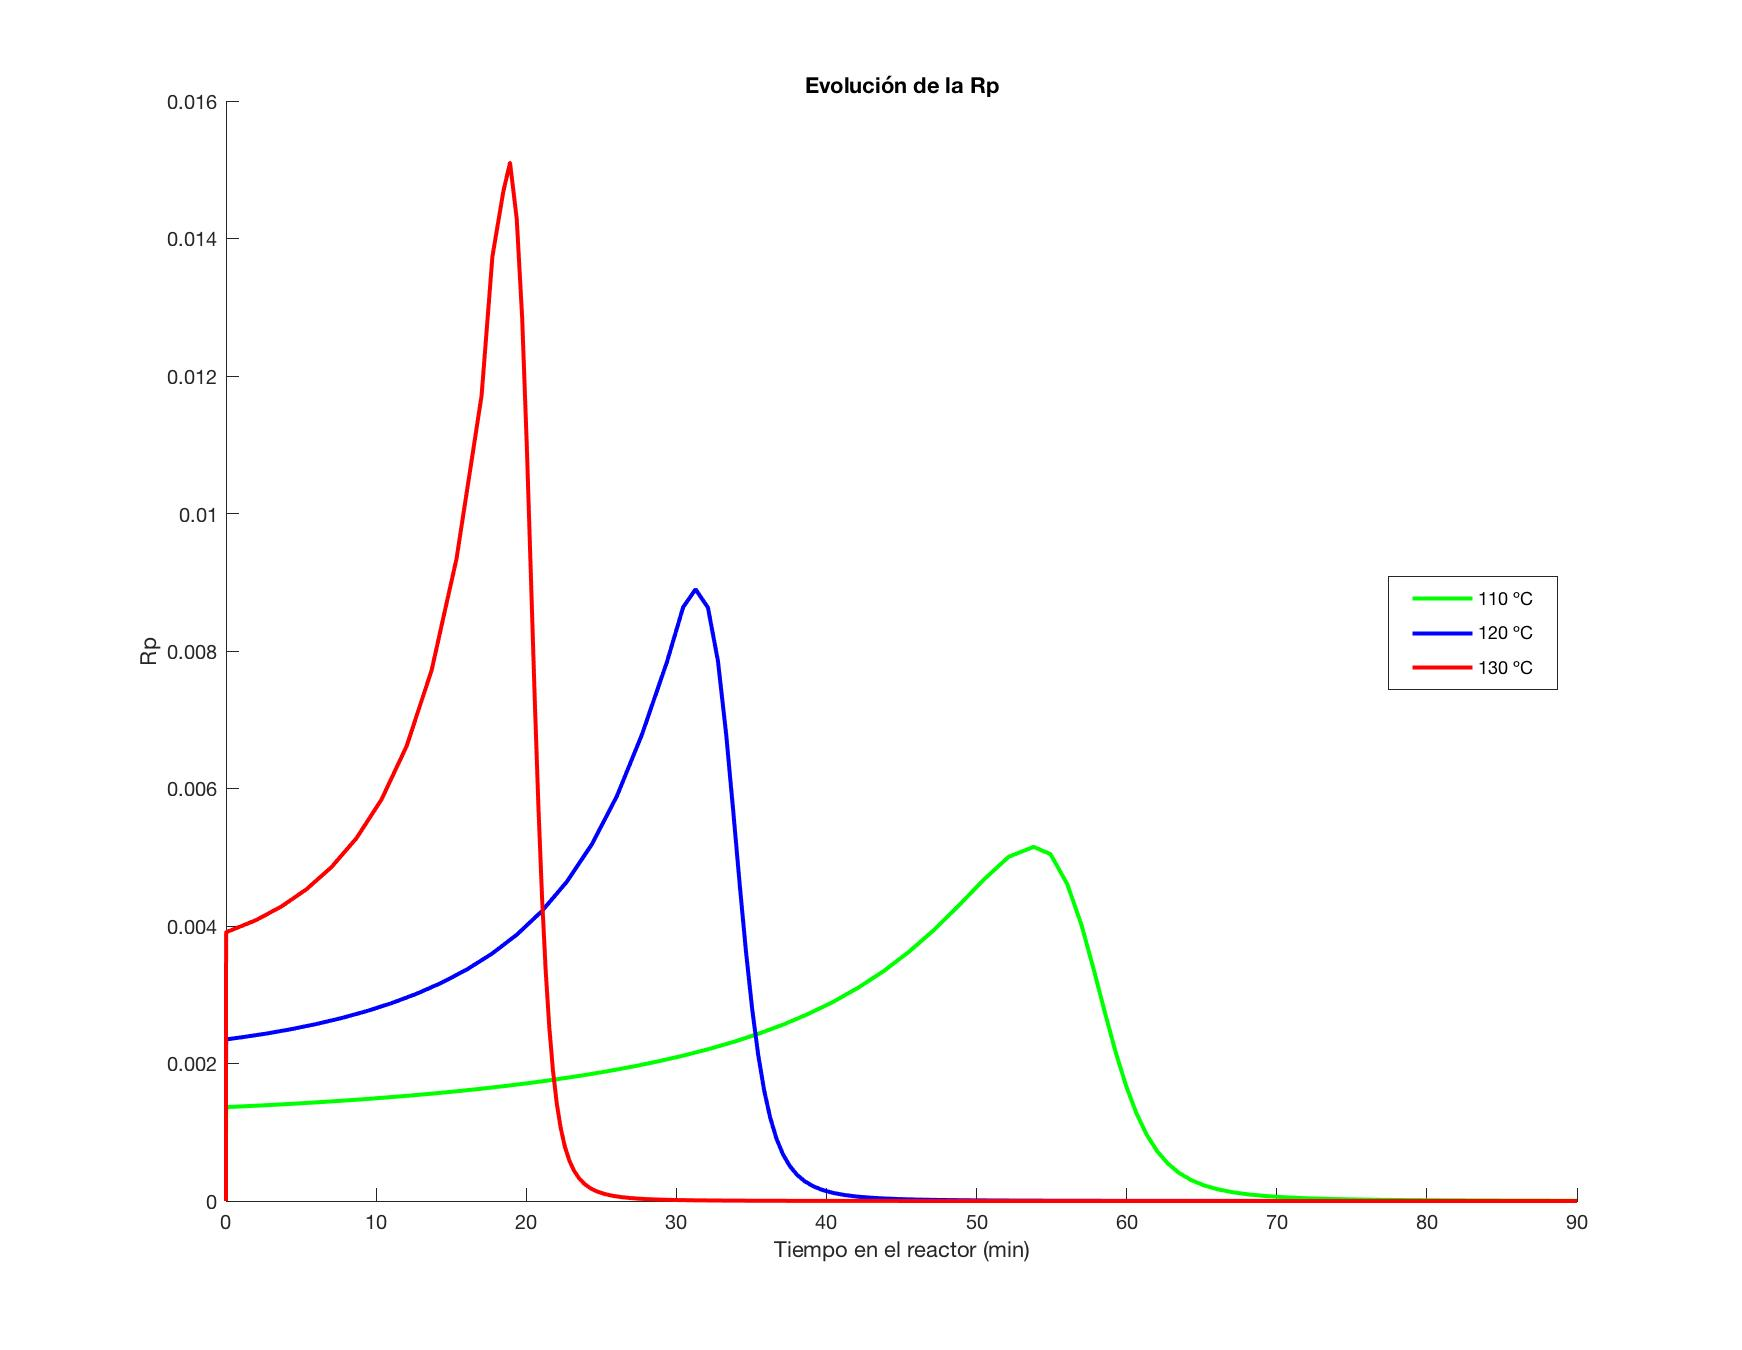 Evolución de la Rp
0.016
0.014
0.012
0.01
0.008
0.006
0.004
0.002
0
Rp
0 10 20 30 40 50 60 70 80 90
Tiempo en el reactor (min)
110 ºC
120 ºC
130 ºC